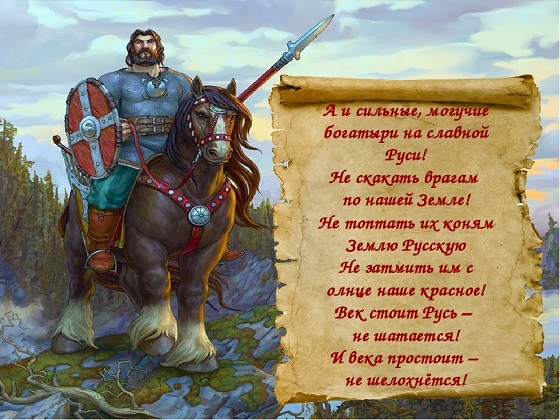 А и сильные, могучие
богатыри на славной
Руси!
Не скакать врагам
по нашей Земле!
Не топтать их коням
Землю Русскую
Не затмить им с
олнце наше красное!
Век стоит Русь –
не шатается!
И века простоит –
не шелохнётся!